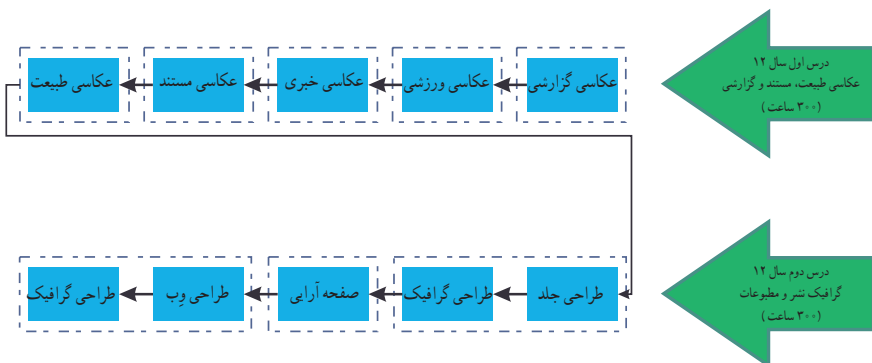 درس اول سال ۱۲
عکاسی طبیعت، مستند و گزارشی
(۳۰۰ ساعت)
عکاسی گزارشی
عکاسی ورزشی
عکاسی خبری
عکاسی مستند
عکاسی طبیعت
درس دوم سال ۱۲
گرافیک نشر و مطبوعات
(۳۰۰ ساعت)
طراحی جلد
طراحی گرافیک
صفحه آرایی
طراحی وِب
طراحی گرافیک